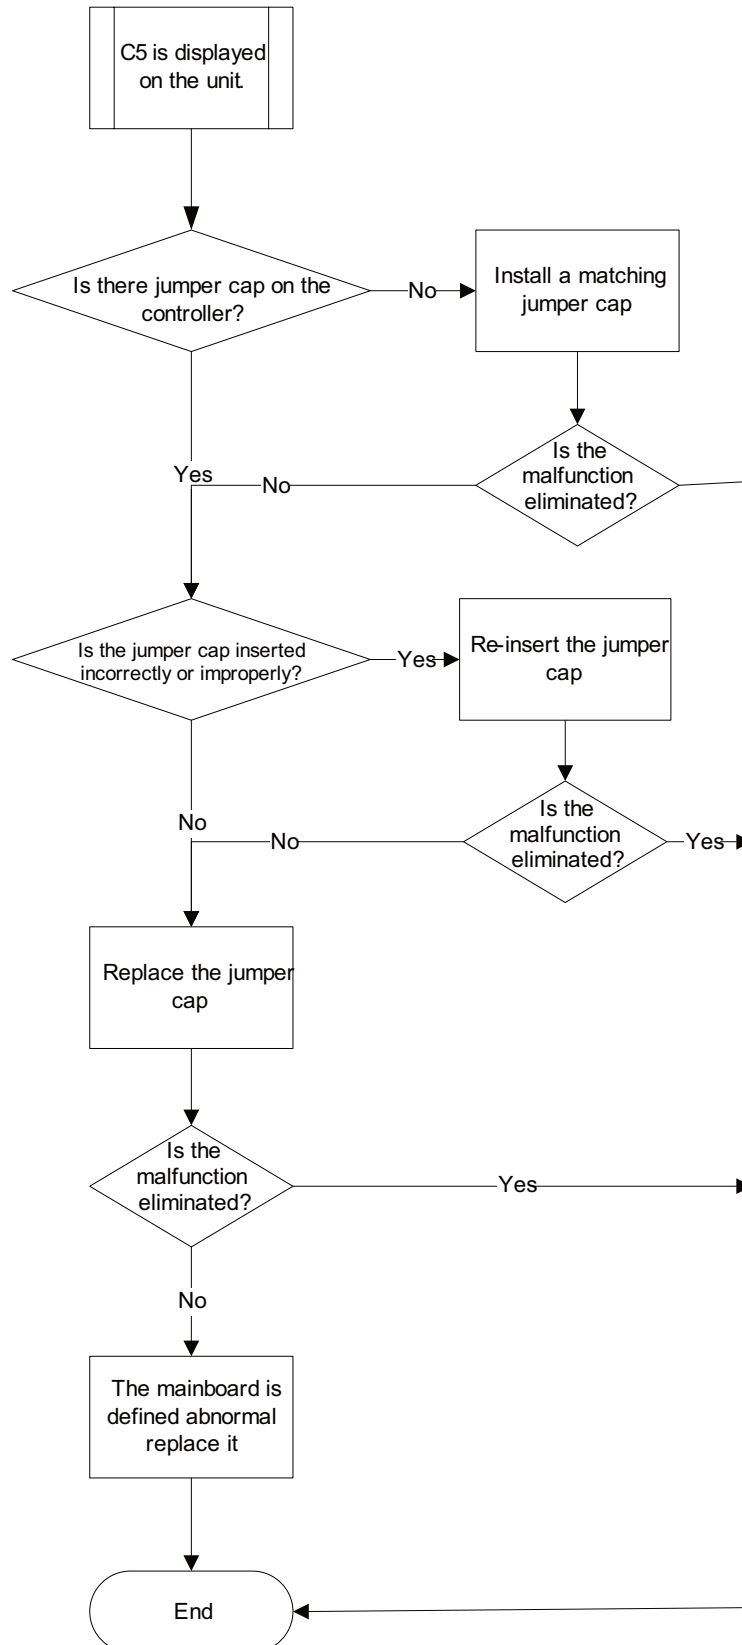 C5 is displayed
on the unit.
Is there jumper cap on the
controller?
No
Install a matching
jumper cap
Is the
malfunction
eliminated?
Yes
No
Is the jumper cap inserted
incorrectly or improperly?
Yes
Re-insert the jumper
cap
Is the
malfunction
eliminated?
No
No
Yes
Replace the jumper
cap
Is the
malfunction
eliminated?
Yes
No
The mainboard is
defined abnormal
replace it
End